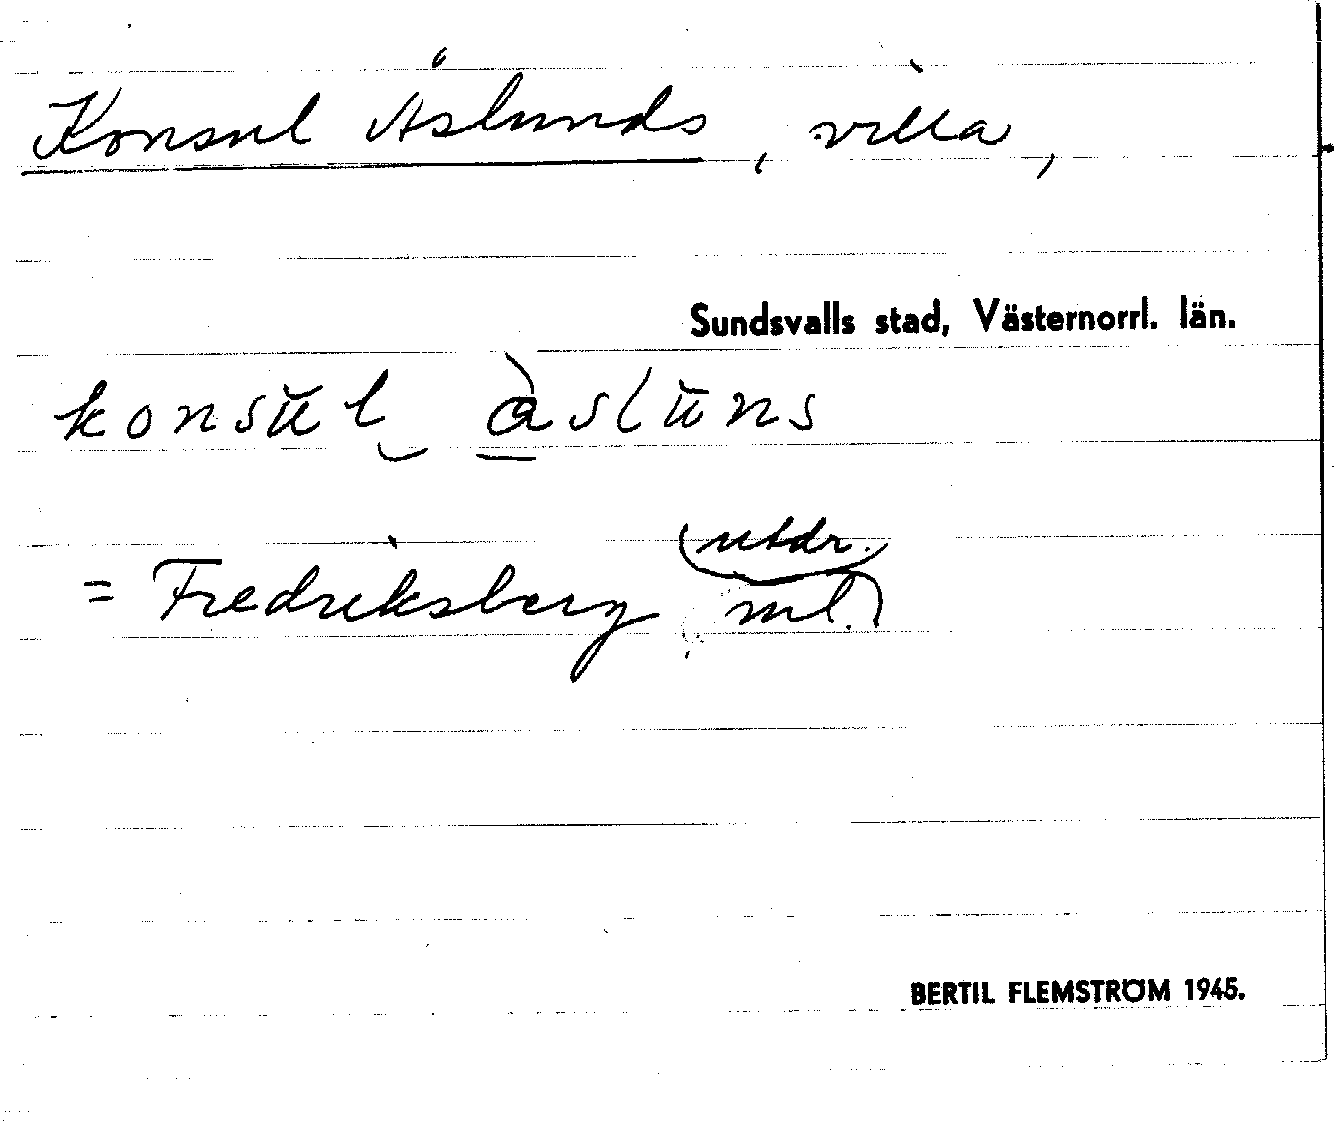 Konsul Åslunds, villa,
Sundsvalls stad, Västernorrl. län.
konsŭl åslŭns
= Fredriksberg (utdr. ml.)
BERTIL FLEMSTRÖM 1945.